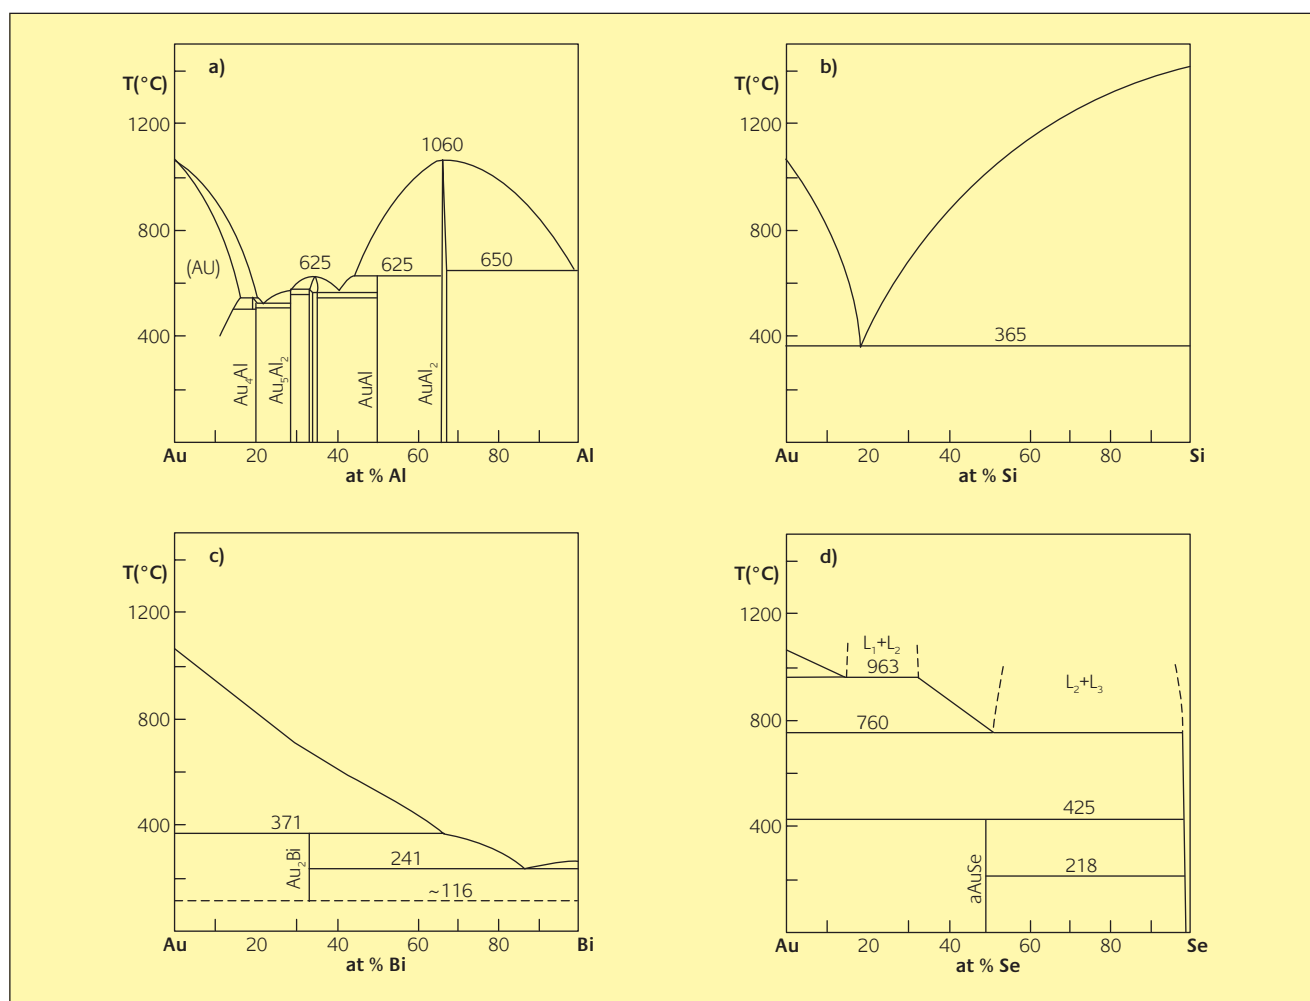 a)
T(°C)
1200
800
400
1060
(AU)
625
625
650
Au₄Al
Au₅Al₂
AuAl
AuAl₂
Au 20 40 60 80 Al
at % Al
b)
T(°C)
1200
800
400
365
Au 20 40 60 80 Si
at % Si
c)
T(°C)
1200
800
400
371
Au₂Bi
241
~116
Au 20 40 60 80 Bi
at % Bi
d)
T(°C)
1200
800
400
L₁+L₂
963
L₂+L₃
760
425
aAuSe
218
Au 20 40 60 80 Se
at % Se